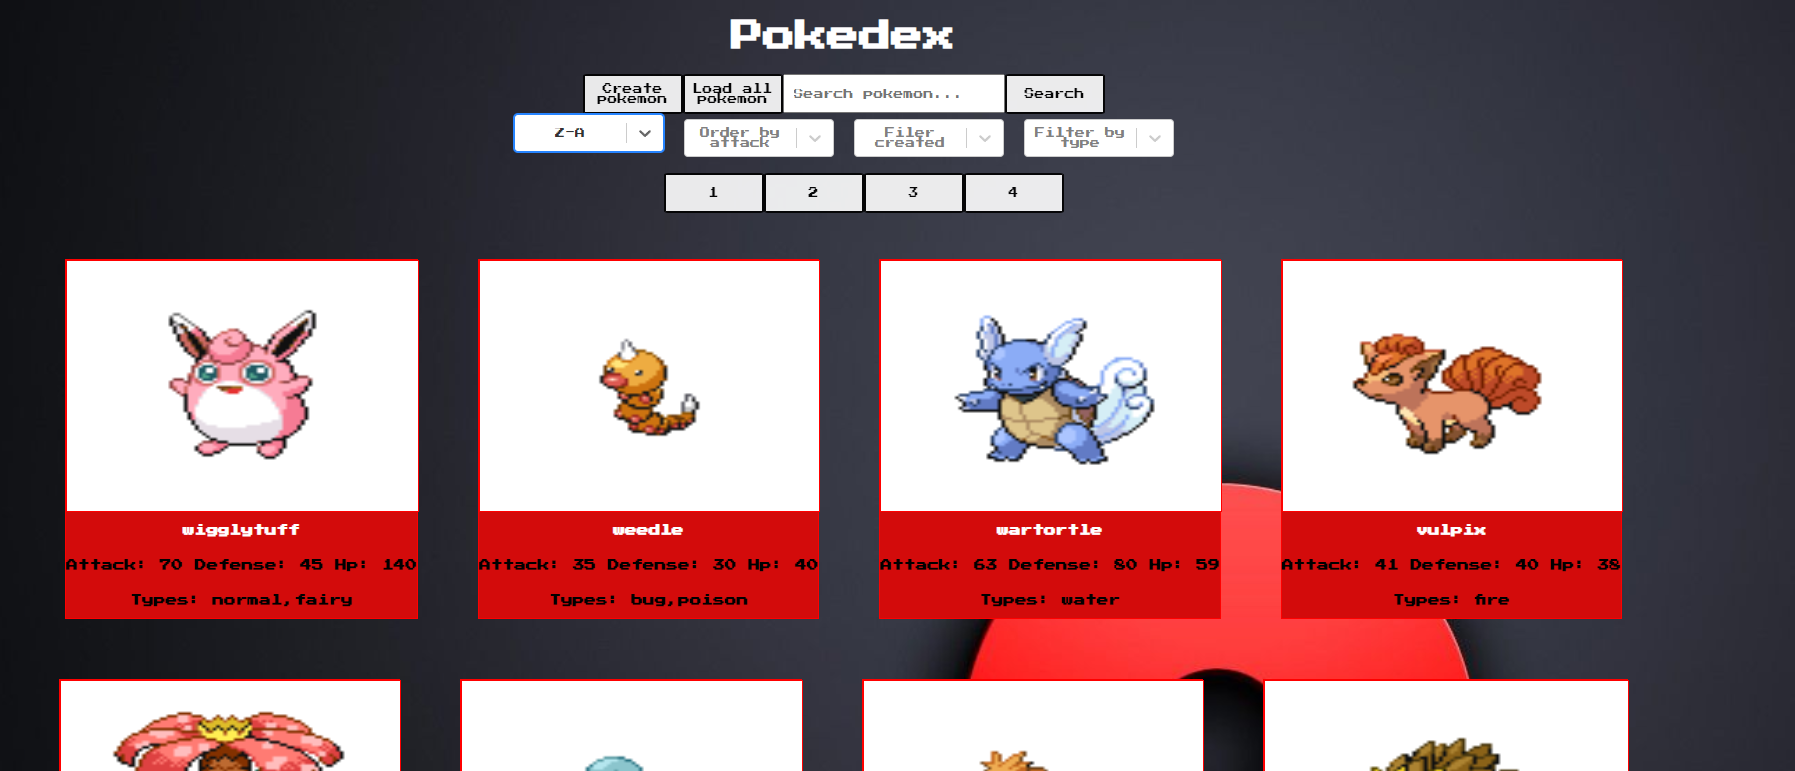 Pokedex
Create pokemon
Load all pokemon
Search pokemon...
Search
Z-A
Order by attack
Filer created
Filter by type
1 2 3 4
wigglytuff
Attack: 70 Defense: 45 Hp: 140
Types: normal,fairy
weedle
Attack: 35 Defense: 30 Hp: 40
Types: bug,poison
wartortle
Attack: 63 Defense: 80 Hp: 59
Types: water
vulpix
Attack: 41 Defense: 40 Hp: 38
Types: fire